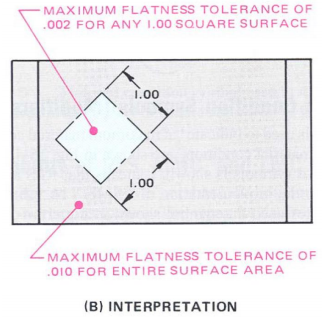 MAXIMUM FLATNESS TOLERANCE OF
.002 FOR ANY 1.00 SQUARE SURFACE
1.00
1.00
MAXIMUM FLATNESS TOLERANCE OF
.010 FOR ENTIRE SURFACE AREA
(B) INTERPRETATION